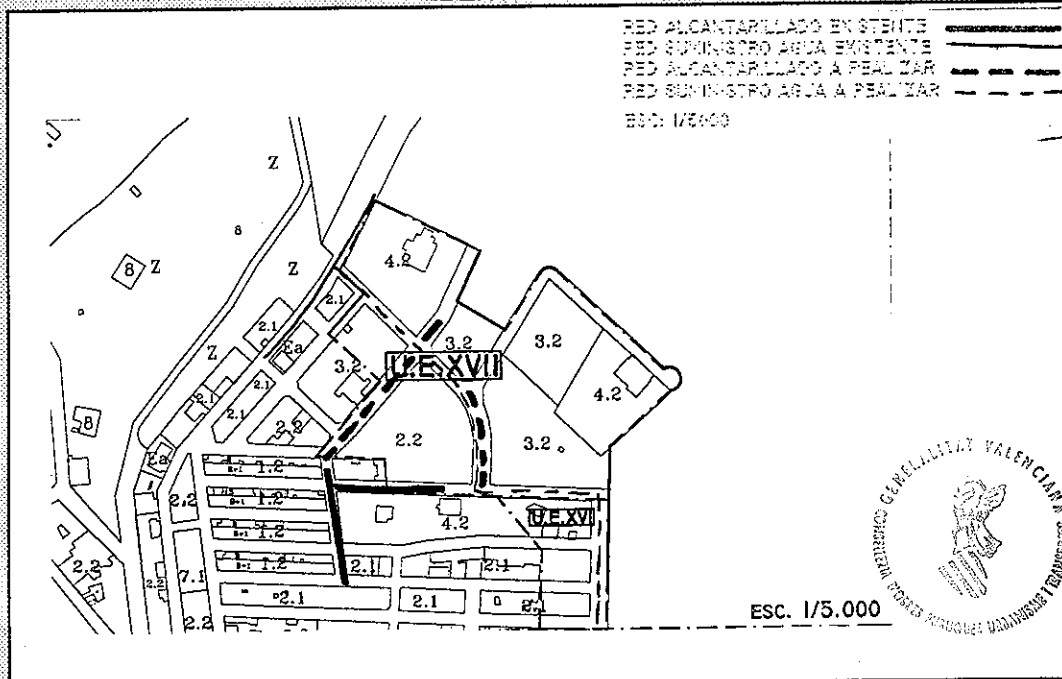 RED ALCANTARILLADO EXISTENTE
RED SUMINISTRO AGUA EXISTENTE
RED ALCANTARILLADO A REALIZAR
RED SUMINISTRO AGUA A REALIZAR
ESC: 1/5000
Z
8
8
Z
Z
4.2
2.1
2.1
Ea
3.2
3.2
Z
3.2
U.E. XVII
4.2
2.1
2.1
8
2.2
2.2
3.2
Ea
1.2
2.2
1.2
4.2
U.E. XVI
1.2
2.2
7.1
1.2
2.1
2.1
2.1
2.1
2.1
2.2
ESC. 1/5.000
GENERALITAT VALENCIANA